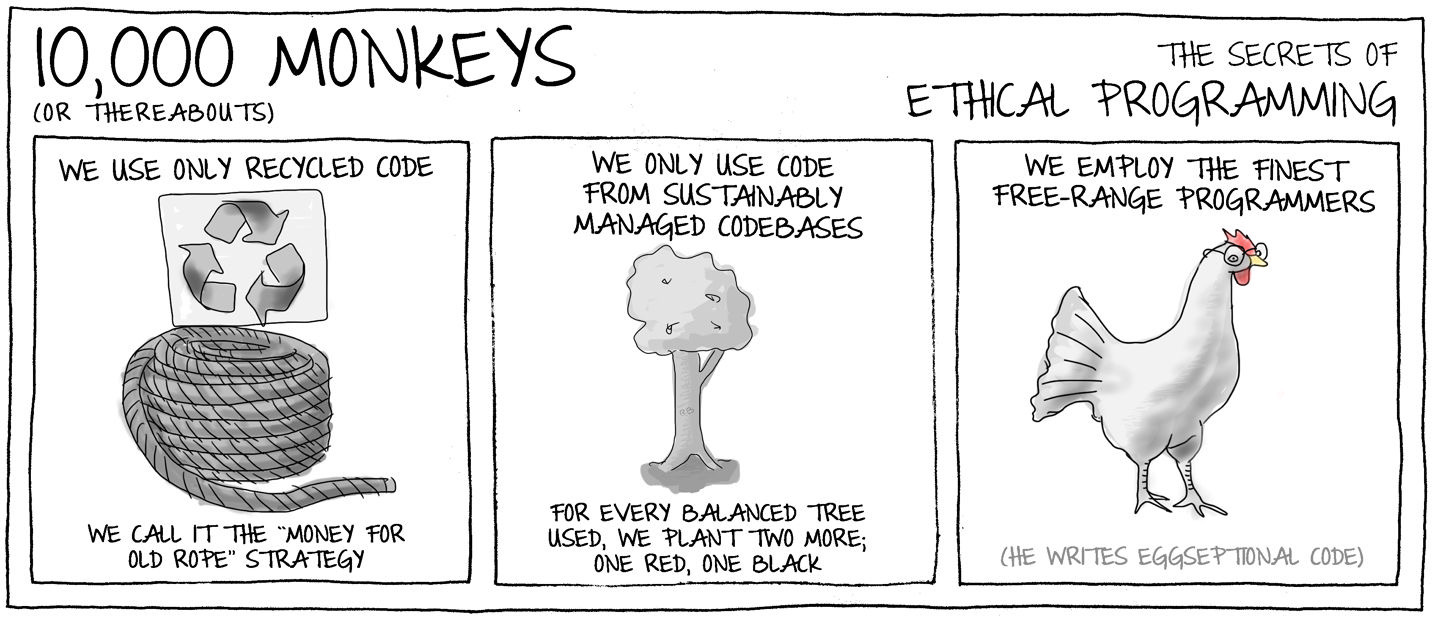 10,000 MONKEYS
(OR THEREABOUTS)
THE SECRETS OF
ETHICAL PROGRAMMING
WE USE ONLY RECYCLED CODE
WE CALL IT THE "MONEY FOR
OLD ROPE" STRATEGY
WE ONLY USE CODE
FROM SUSTAINABLY
MANAGED CODEBASES
RB
FOR EVERY BALANCED TREE
USED, WE PLANT TWO MORE;
ONE RED, ONE BLACK
WE EMPLOY THE FINEST
FREE-RANGE PROGRAMMERS
(HE WRITES EGGSEPTIONAL CODE)